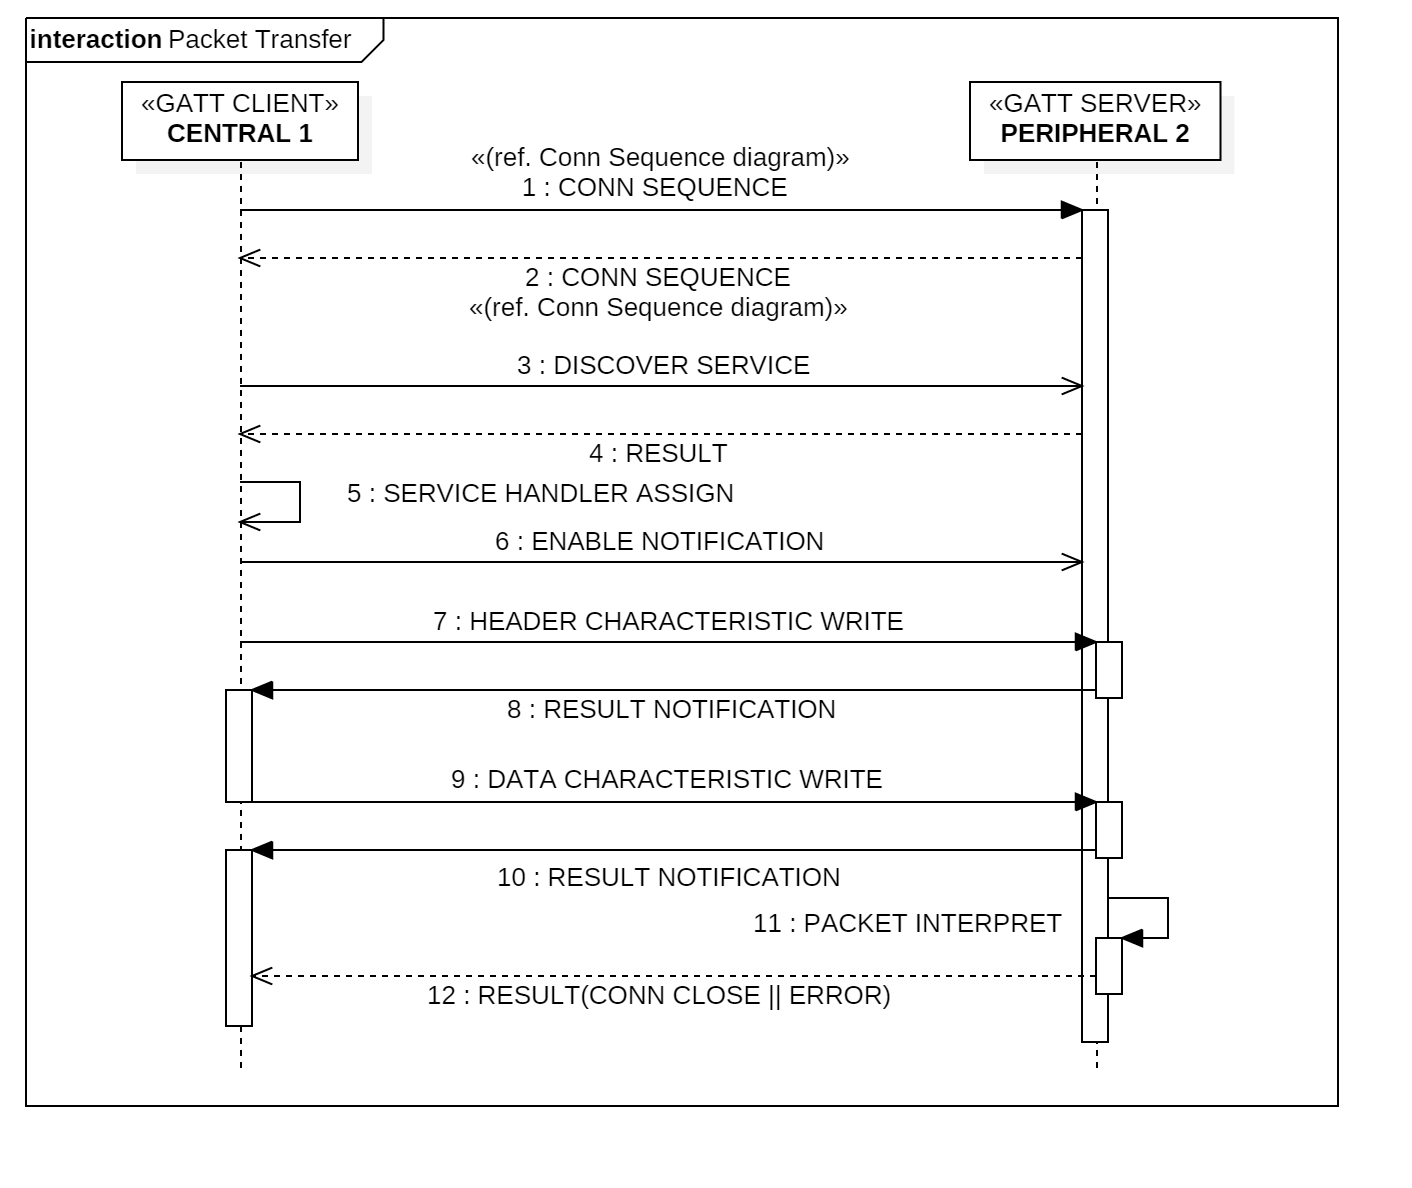 interaction Packet Transfer
«GATT CLIENT»
CENTRAL 1
«GATT SERVER»
PERIPHERAL 2
«(ref. Conn Sequence diagram)»
1 : CONN SEQUENCE
2 : CONN SEQUENCE
«(ref. Conn Sequence diagram)»
3 : DISCOVER SERVICE
4 : RESULT
5 : SERVICE HANDLER ASSIGN
6 : ENABLE NOTIFICATION
7 : HEADER CHARACTERISTIC WRITE
8 : RESULT NOTIFICATION
9 : DATA CHARACTERISTIC WRITE
10 : RESULT NOTIFICATION
11 : PACKET INTERPRET
12 : RESULT(CONN CLOSE || ERROR)